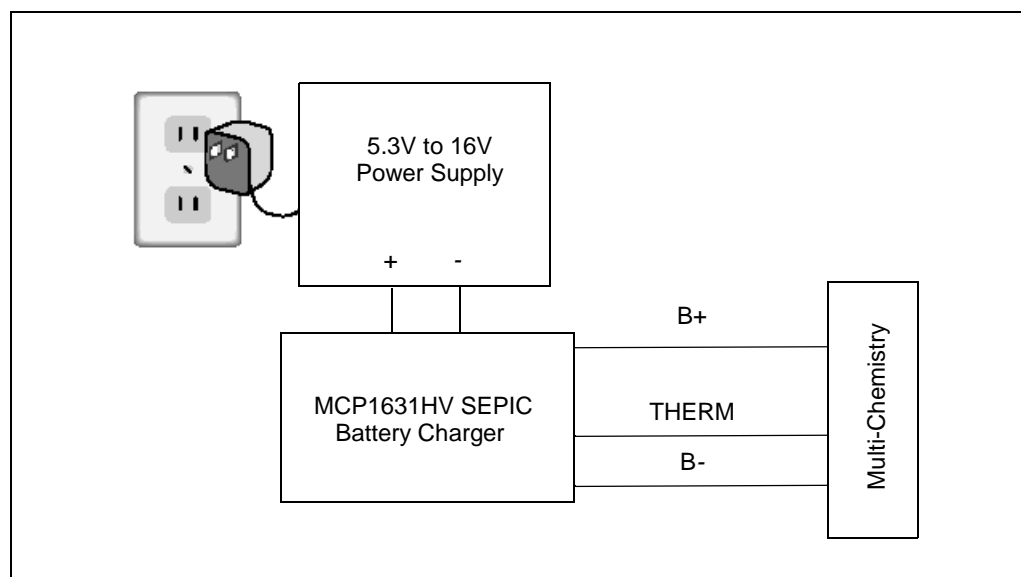 5.3V to 16V
Power Supply
+ -
B+
MCP1631HV SEPIC
Battery Charger
THERM
B-
Multi-Chemistry